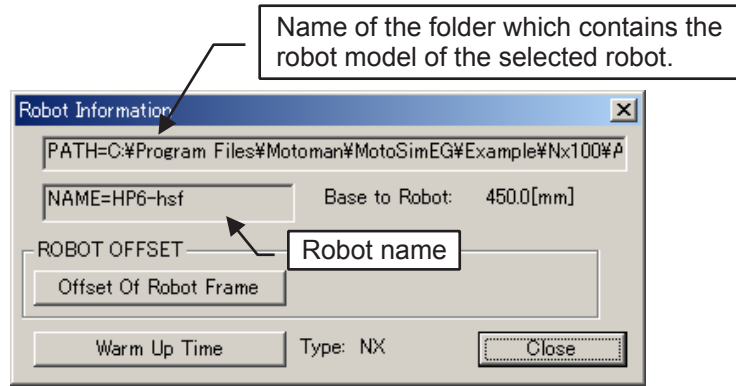 Name of the folder which contains the
robot model of the selected robot.
Robot Information
PATH=C:¥Program Files¥Motoman¥MotoSimEG¥Example¥Nx100¥A
NAME=HP6-hsf
Base to Robot: 450.0[mm]
Robot name
ROBOT OFFSET
Offset Of Robot Frame
Warm Up Time
Type: NX
Close